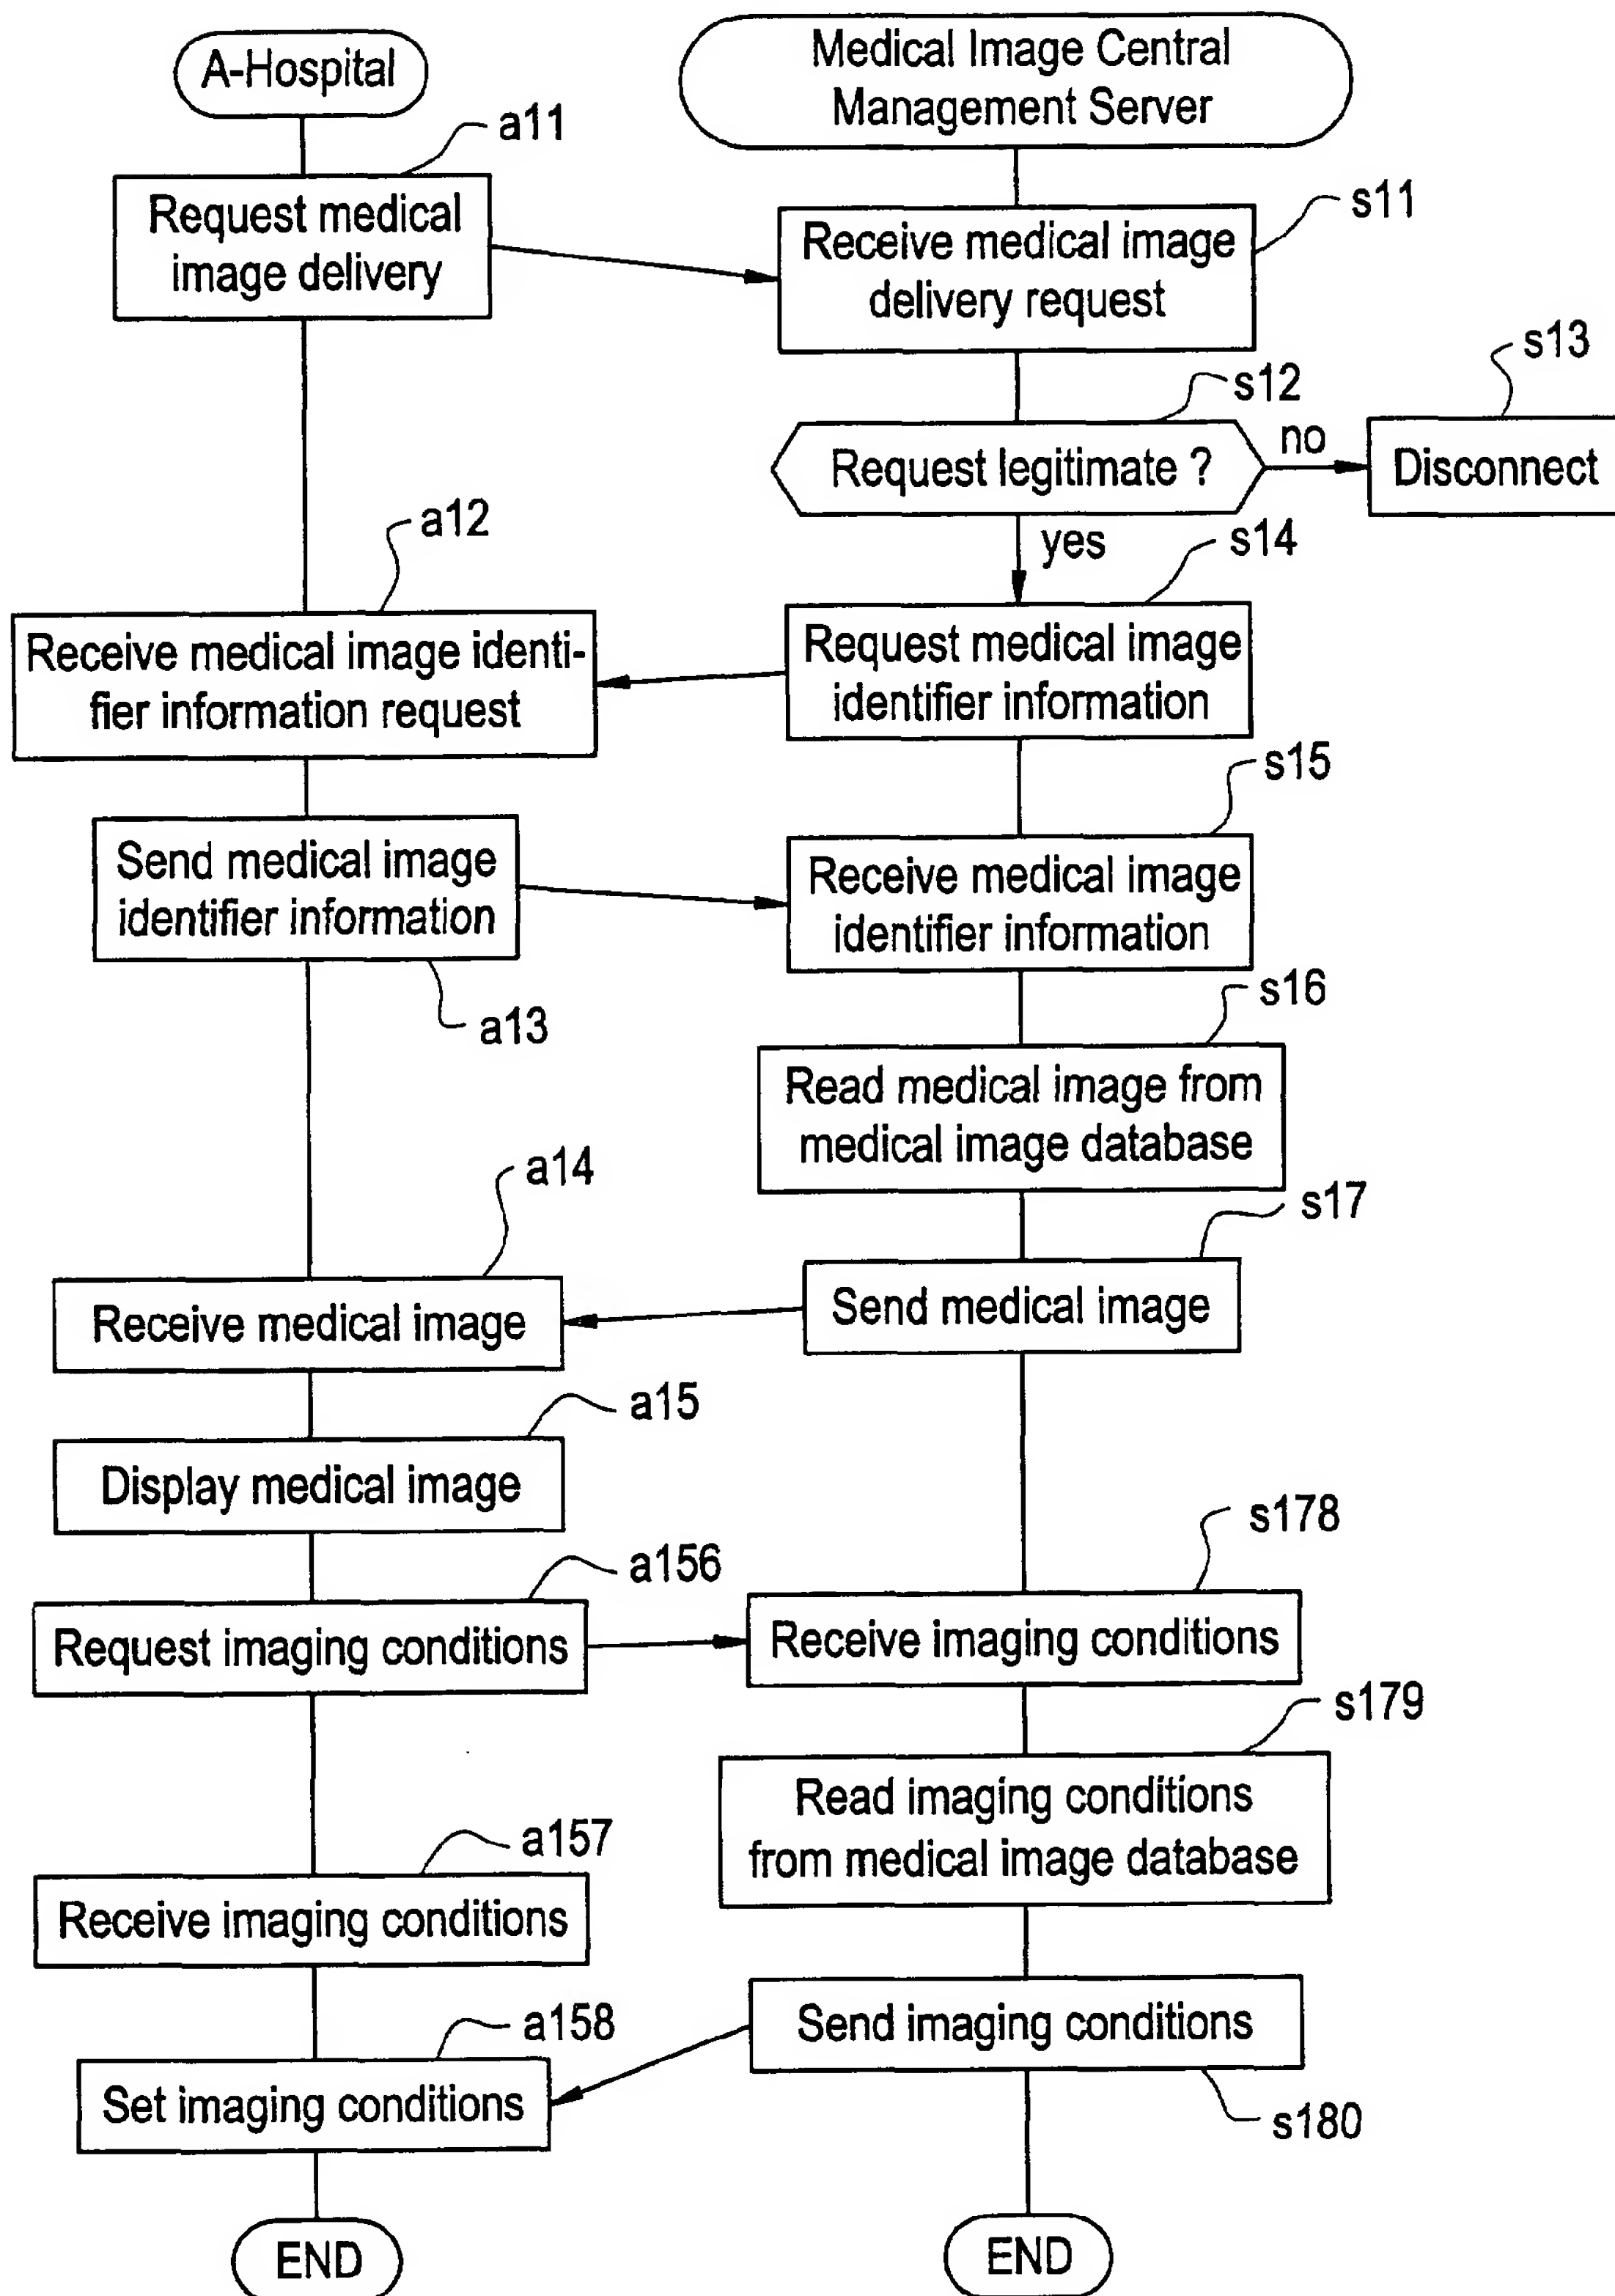 A-Hospital
Medical Image Central
Management Server
a11
Request medical
image delivery
s11
Receive medical image
delivery request
s12
Request legitimate ?
no
s13
Disconnect
yes
a12
Receive medical image identi-
fier information request
s14
Request medical image
identifier information
Send medical image
identifier information
a13
s15
Receive medical image
identifier information
s16
Read medical image from
medical image database
a14
Receive medical image
s17
Send medical image
a15
Display medical image
a156
Request imaging conditions
s178
Receive imaging conditions
s179
Read imaging conditions
from medical image database
a157
Receive imaging conditions
Send imaging conditions
s180
a158
Set imaging conditions
END
END